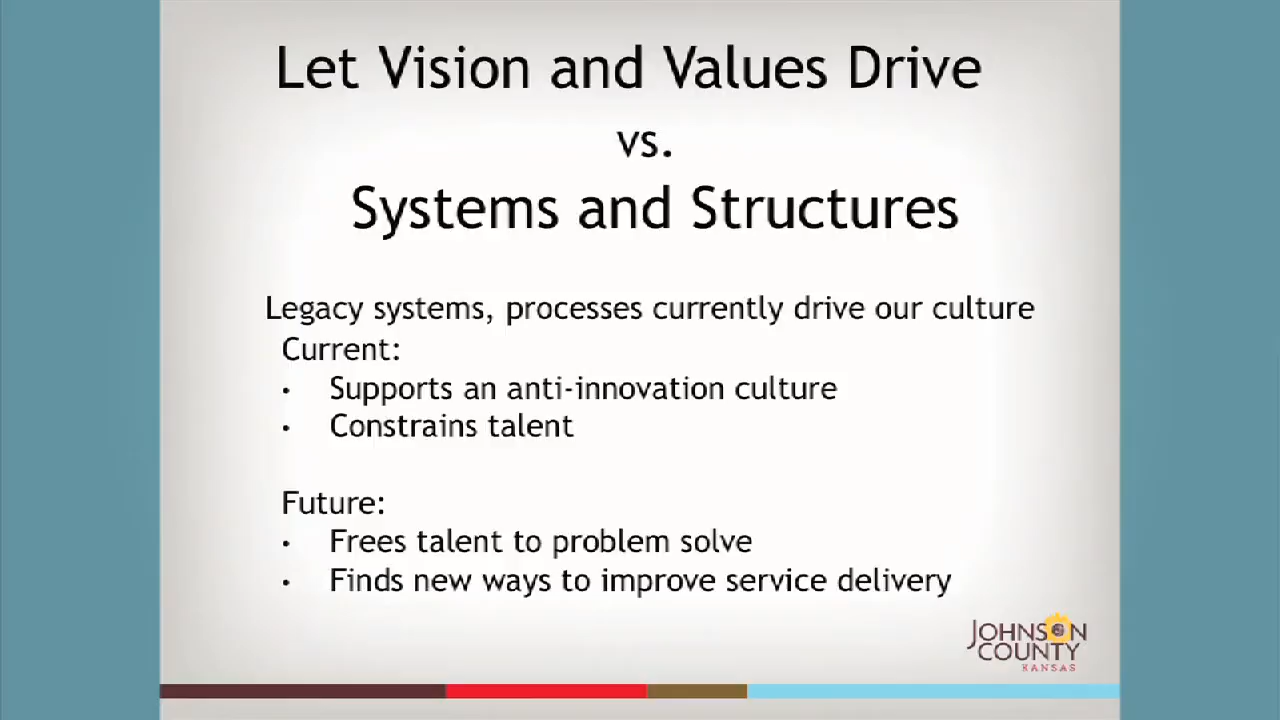 Let Vision and Values Drive
vs.
Systems and Structures
Legacy systems, processes currently drive our culture
Current:
• Supports an anti-innovation culture
• Constrains talent
Future:
• Frees talent to problem solve
• Finds new ways to improve service delivery
JOHNSON
COUNTY
KANSAS